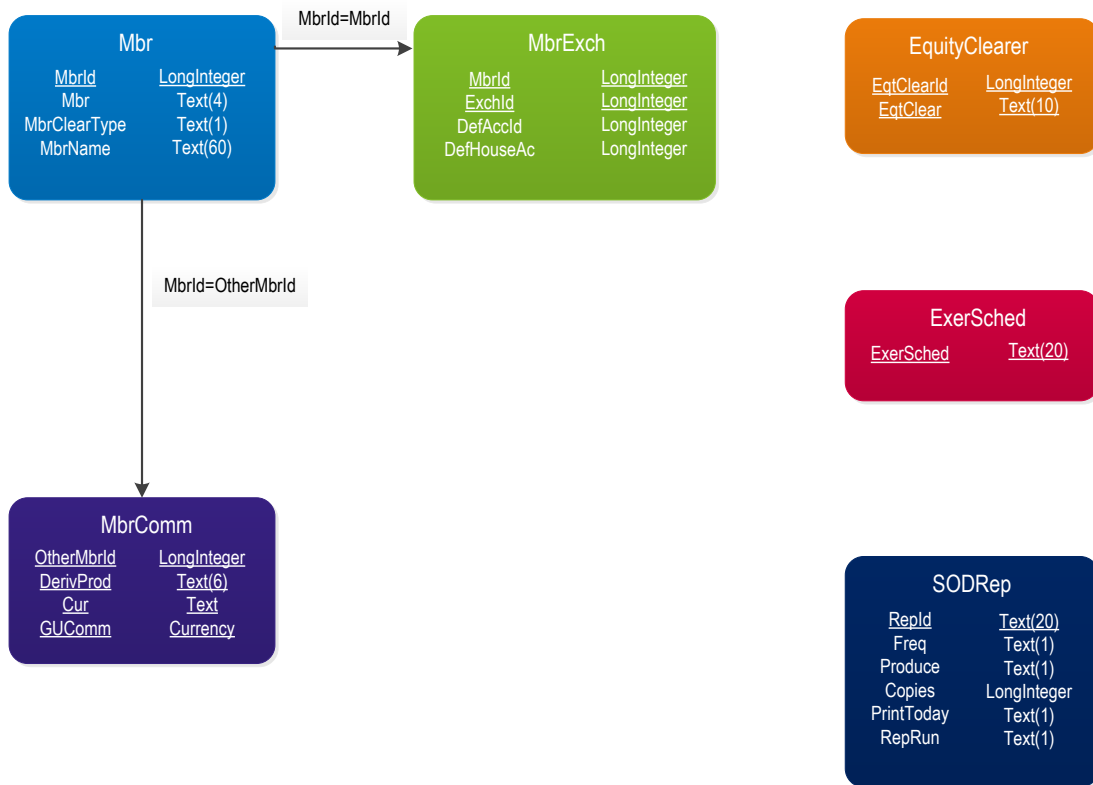 MbrId=MbrId
Mbr
MbrId LongInteger
Mbr Text(4)
MbrClearType Text(1)
MbrName Text(60)
MbrExch
MbrId LongInteger
ExchId LongInteger
DefAccId LongInteger
DefHouseAc LongInteger
EquityClearer
EqtClearId LongInteger
EqtClear Text(10)
MbrId=OtherMbrId
ExerSched
ExerSched Text(20)
MbrComm
OtherMbrId LongInteger
DerivProd Text(6)
Cur Text
GUComm Currency
SODRep
RepId Text(20)
Freq Text(1)
Produce Text(1)
Copies LongInteger
PrintToday Text(1)
RepRun Text(1)